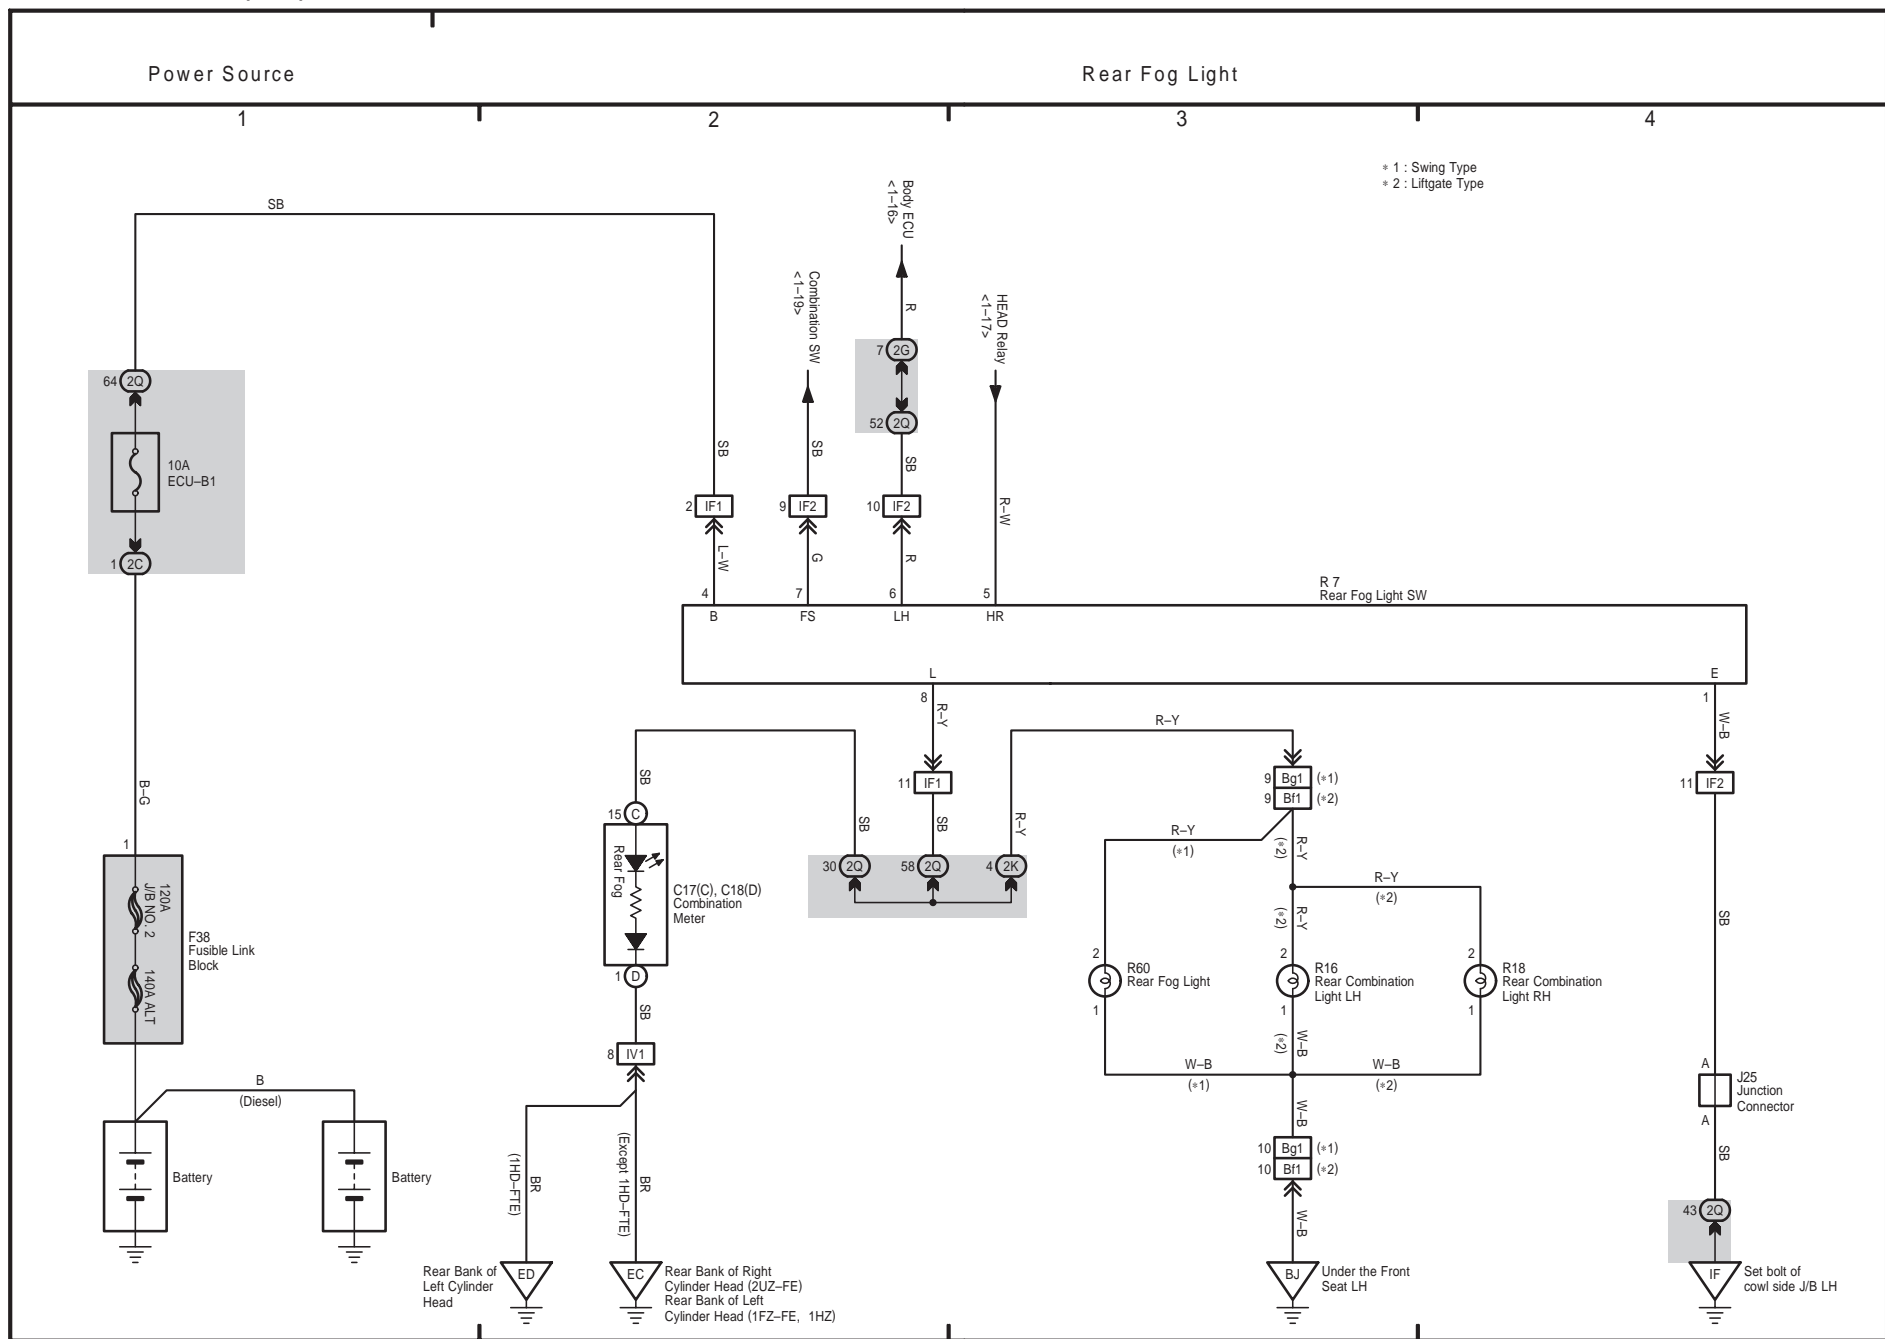 Power Source
Rear Fog Light
1
2
3
4
* 1 : Swing Type
* 2 : Liftgate Type
SB
Body ECU
<1–16>
Combination SW
<1–19>
HEAD Relay
<1–17>
R
7 2G
52 2Q
64 2Q
10A
ECU–B1
1 2C
SB
SB
SB
R–W
2 IF1
9 IF2
10 IF2
L–W
G
R
R 7
Rear Fog Light SW
4
7
6
5
B
FS
LH
HR
L
E
8
1
R–Y
W–B
R–Y
SB
B–G
11 IF1
9 Bg1 (*1)
9 Bf1 (*2)
11 IF2
15 C
SB
SB
R–Y
R–Y
(*1)
R–Y
(*2)
1
30 2Q
58 2Q
4 2K
Rear Fog
C17(C), C18(D)
Combination
Meter
R–Y
(*2)
R–Y
(*2)
SB
120A
J/B NO. 2
140A ALT
F38
Fusible Link
Block
1 D
2
R60
Rear Fog Light
1
2
R16
Rear Combination
Light LH
1
2
R18
Rear Combination
Light RH
1
SB
8 IV1
W–B
(*2)
W–B
(*1)
W–B
(*2)
A
J25
Junction
Connector
A
B
(Diesel)
W–B
10 Bg1 (*1)
10 Bf1 (*2)
SB
Battery
Battery
(1HD–FTE)
BR
(Except 1HD–FTE)
BR
W–B
43 2Q
Rear Bank of
Left Cylinder
Head
ED
EC
Rear Bank of Right
Cylinder Head (2UZ–FE)
Rear Bank of Left
Cylinder Head (1FZ–FE, 1HZ)
BJ
Under the Front
Seat LH
IF
Set bolt of
cowl side J/B LH